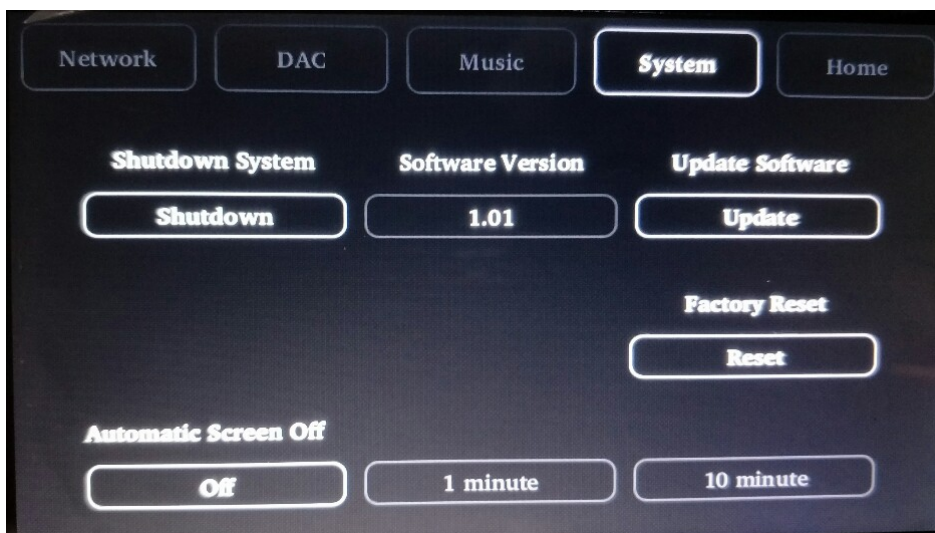 Network DAC Music System Home
Shutdown System Software Version Update Software
Shutdown 1.01 Update
Factory Reset
Reset
Automatic Screen Off
Off 1 minute 10 minute